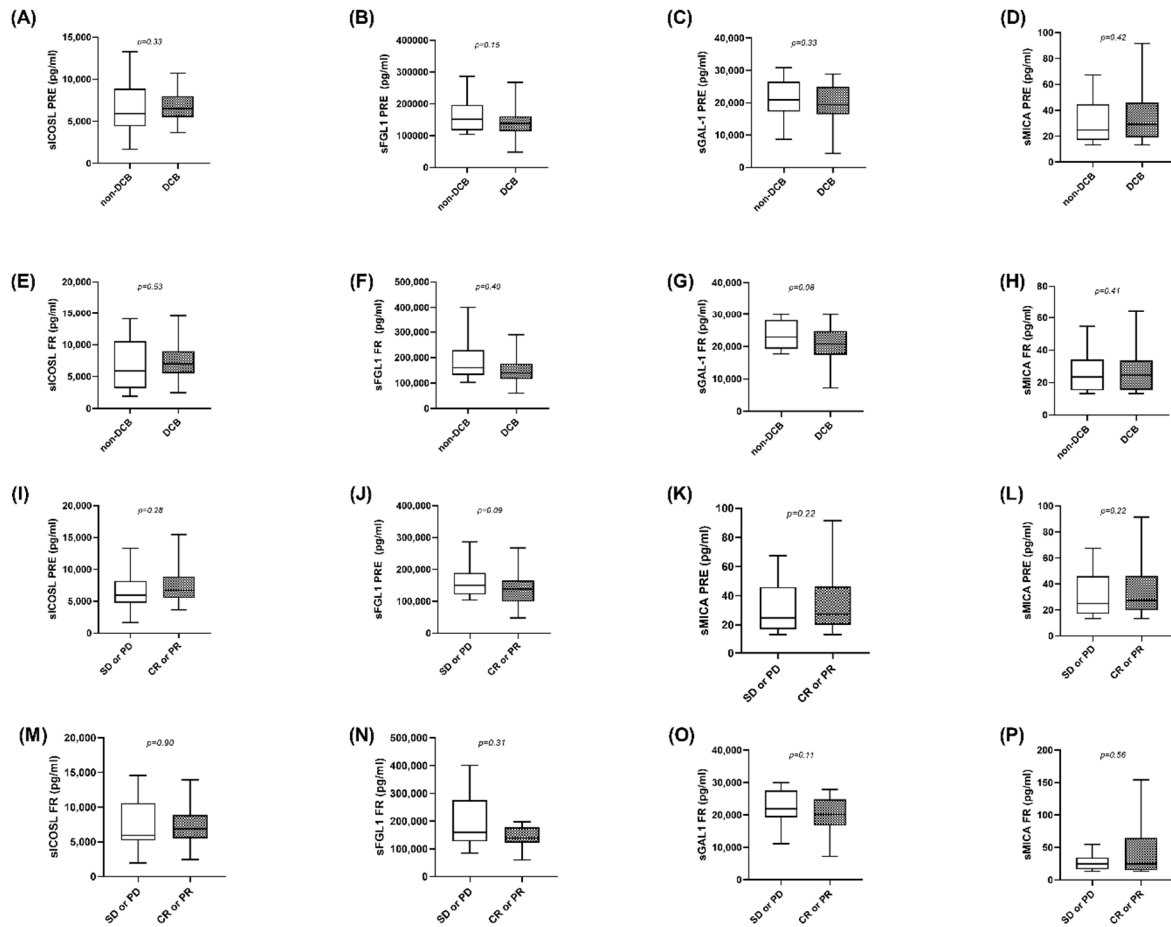 (A)
sICOSL PRE (pg/ml)
p=0.33
15,000
10,000
5,000
0
non-DCB
DCB
(B)
sFGL1 PRE (pg/ml)
p=0.15
400000
300000
200000
100000
0
non-DCB
DCB
(C)
sGAL-1 PRE (pg/ml)
p=0.33
40,000
30,000
20,000
10,000
0
non-DCB
DCB
(D)
sMICA PRE (pg/ml)
p=0.42
100
80
60
40
20
0
non-DCB
DCB
(E)
sICOSL FR (pg/ml)
p=0.53
20,000
15,000
10,000
5,000
0
non-DCB
DCB
(F)
sFGL1 FR (pg/ml)
p=0.40
500,000
400,000
300,000
200,000
100,000
0
non-DCB
DCB
(G)
sGAL-1 FR (pg/ml)
p=0.08
40,000
30,000
20,000
10,000
0
non-DCB
DCB
(H)
sMICA FR (pg/ml)
p=0.41
80
60
40
20
0
non-DCB
DCB
(I)
sICOSL PRE (pg/ml)
p=0.28
20,000
15,000
10,000
5,000
0
SD or PD
CR or PR
(J)
sFGL1 PRE (pg/ml)
p=0.09
400,000
300,000
200,000
100,000
0
SD or PD
CR or PR
(K)
sMICA PRE (pg/ml)
p=0.22
100
80
60
40
20
0
SD or PD
CR or PR
(L)
sMICA PRE (pg/ml)
p=0.22
100
80
60
40
20
0
SD or PD
CR or PR
(M)
sICOSL FR (pg/ml)
p=0.90
20,000
15,000
10,000
5,000
0
SD or PD
CR or PR
(N)
sFGL1 FR (pg/ml)
p=0.31
500,000
400,000
300,000
200,000
100,000
0
SD or PD
CR or PR
(O)
sGAL1 FR (pg/ml)
p=0.11
40,000
30,000
20,000
10,000
0
SD or PD
CR or PR
(P)
sMICA FR (pg/ml)
p=0.56
200
150
100
50
0
SD or PD
CR or PR